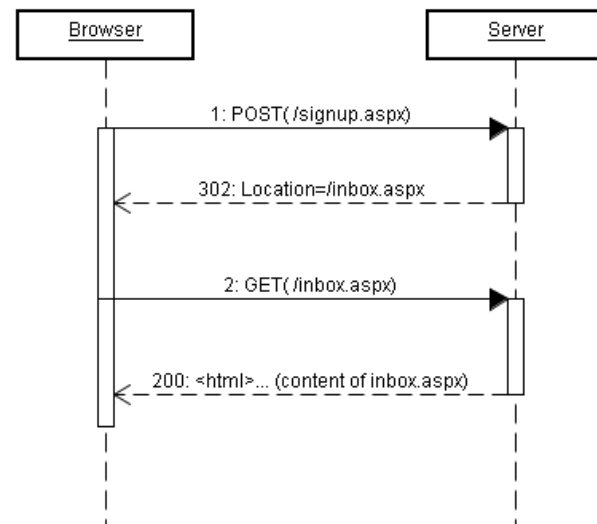 Browser
Server
1: POST( /signup.aspx)
302: Location=/inbox.aspx
2: GET( /inbox.aspx)
200: <html>... (content of inbox.aspx)